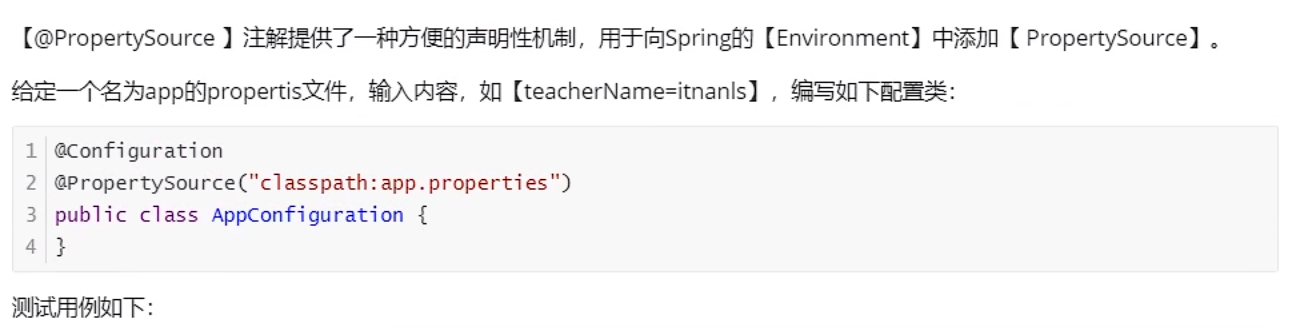 【@PropertySource 】注解提供了一种方便的声明性机制，用于向Spring的【Environment】中添加【 PropertySource】。
给定一个名为app的propertis文件，输入内容，如【teacherName=itnanls】，编写如下配置类：
1 @Configuration
2 @PropertySource("classpath:app.properties")
3 public class AppConfiguration {
4 }
测试用例如下：